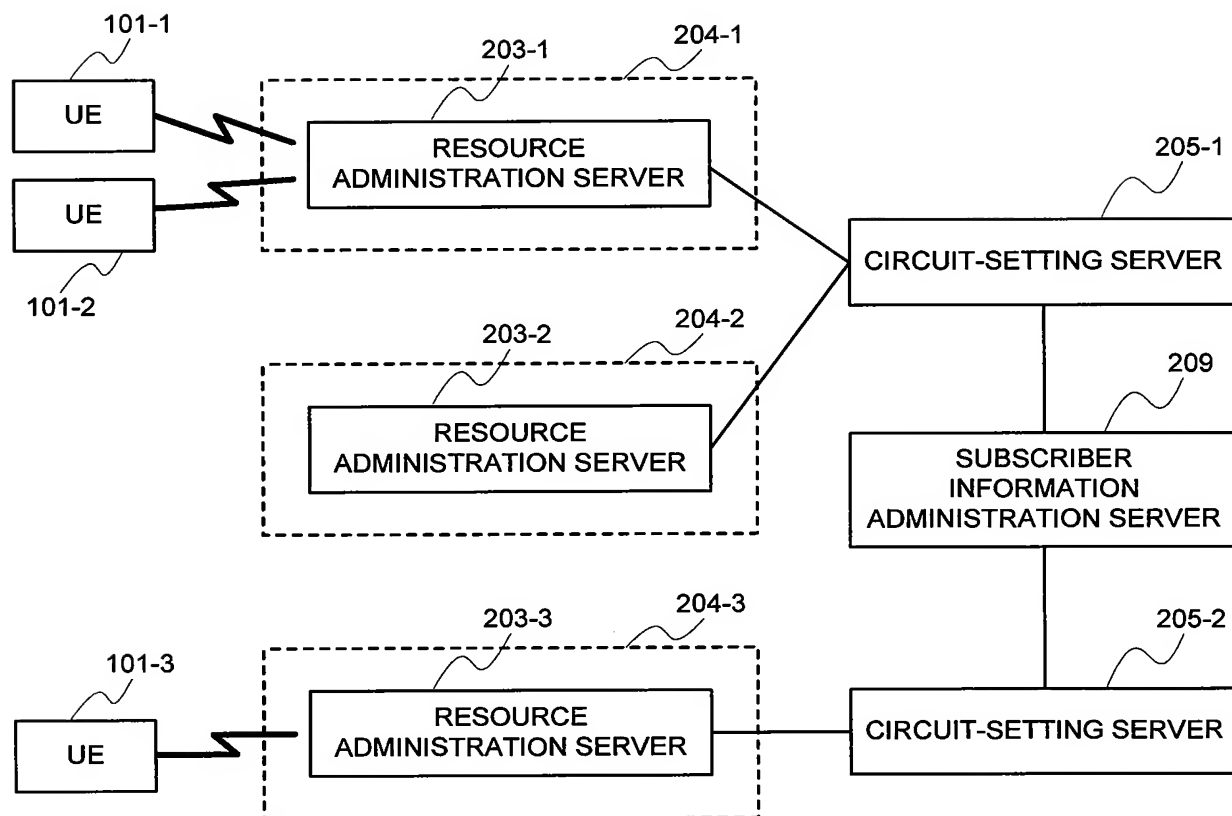 101-1
203-1
204-1
UE
RESOURCE
ADMINISTRATION SERVER
205-1
UE
CIRCUIT-SETTING SERVER
101-2
203-2
204-2
209
RESOURCE
ADMINISTRATION SERVER
SUBSCRIBER
INFORMATION
ADMINISTRATION SERVER
203-3
204-3
205-2
101-3
RESOURCE
ADMINISTRATION SERVER
CIRCUIT-SETTING SERVER
UE